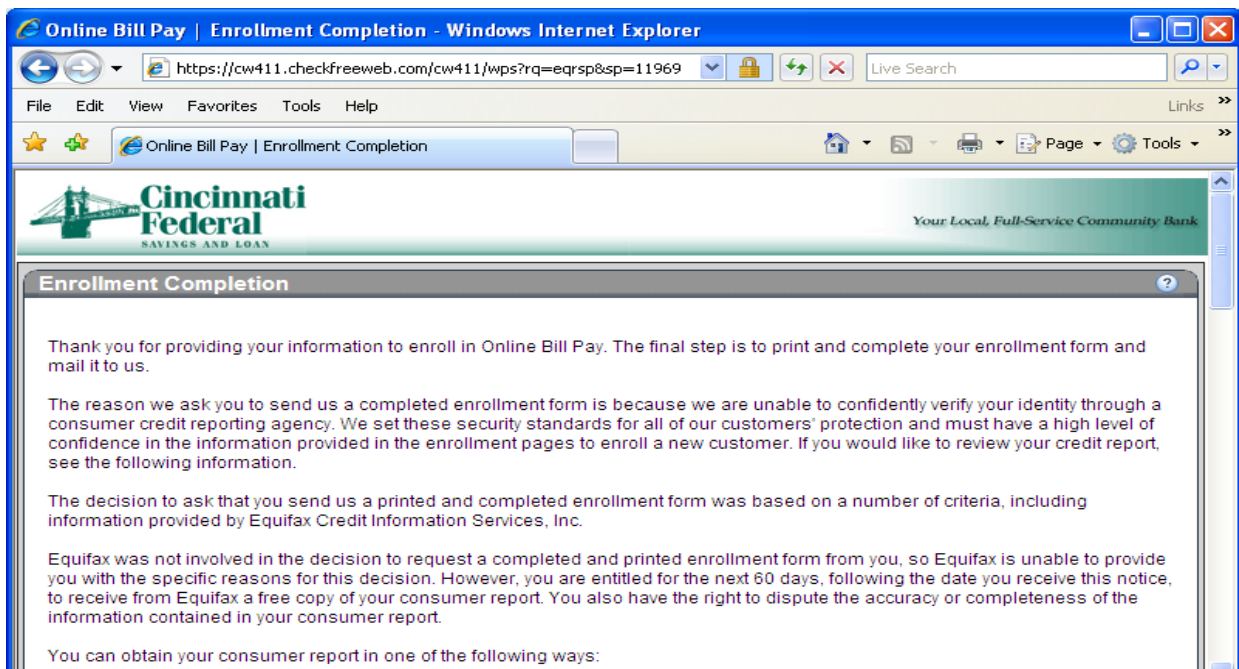 Online Bill Pay | Enrollment Completion - Windows Internet Explorer
https://cw411.checkfreeweb.com/cw411/wps?rq=eqrsp&sp=11969
Live Search
File Edit View Favorites Tools Help
Links »
Online Bill Pay | Enrollment Completion
Page Tools »
Cincinnati
Federal
SAVINGS AND LOAN
Your Local, Full-Service Community Bank
Enrollment Completion
?
Thank you for providing your information to enroll in Online Bill Pay. The final step is to print and complete your enrollment form and
mail it to us.
The reason we ask you to send us a completed enrollment form is because we are unable to confidently verify your identity through a
consumer credit reporting agency. We set these security standards for all of our customers' protection and must have a high level of
confidence in the information provided in the enrollment pages to enroll a new customer. If you would like to review your credit report,
see the following information.
The decision to ask that you send us a printed and completed enrollment form was based on a number of criteria, including
information provided by Equifax Credit Information Services, Inc.
Equifax was not involved in the decision to request a completed and printed enrollment form from you, so Equifax is unable to provide
you with the specific reasons for this decision. However, you are entitled for the next 60 days, following the date you receive this notice,
to receive from Equifax a free copy of your consumer report. You also have the right to dispute the accuracy or completeness of the
information contained in your consumer report.
You can obtain your consumer report in one of the following ways: